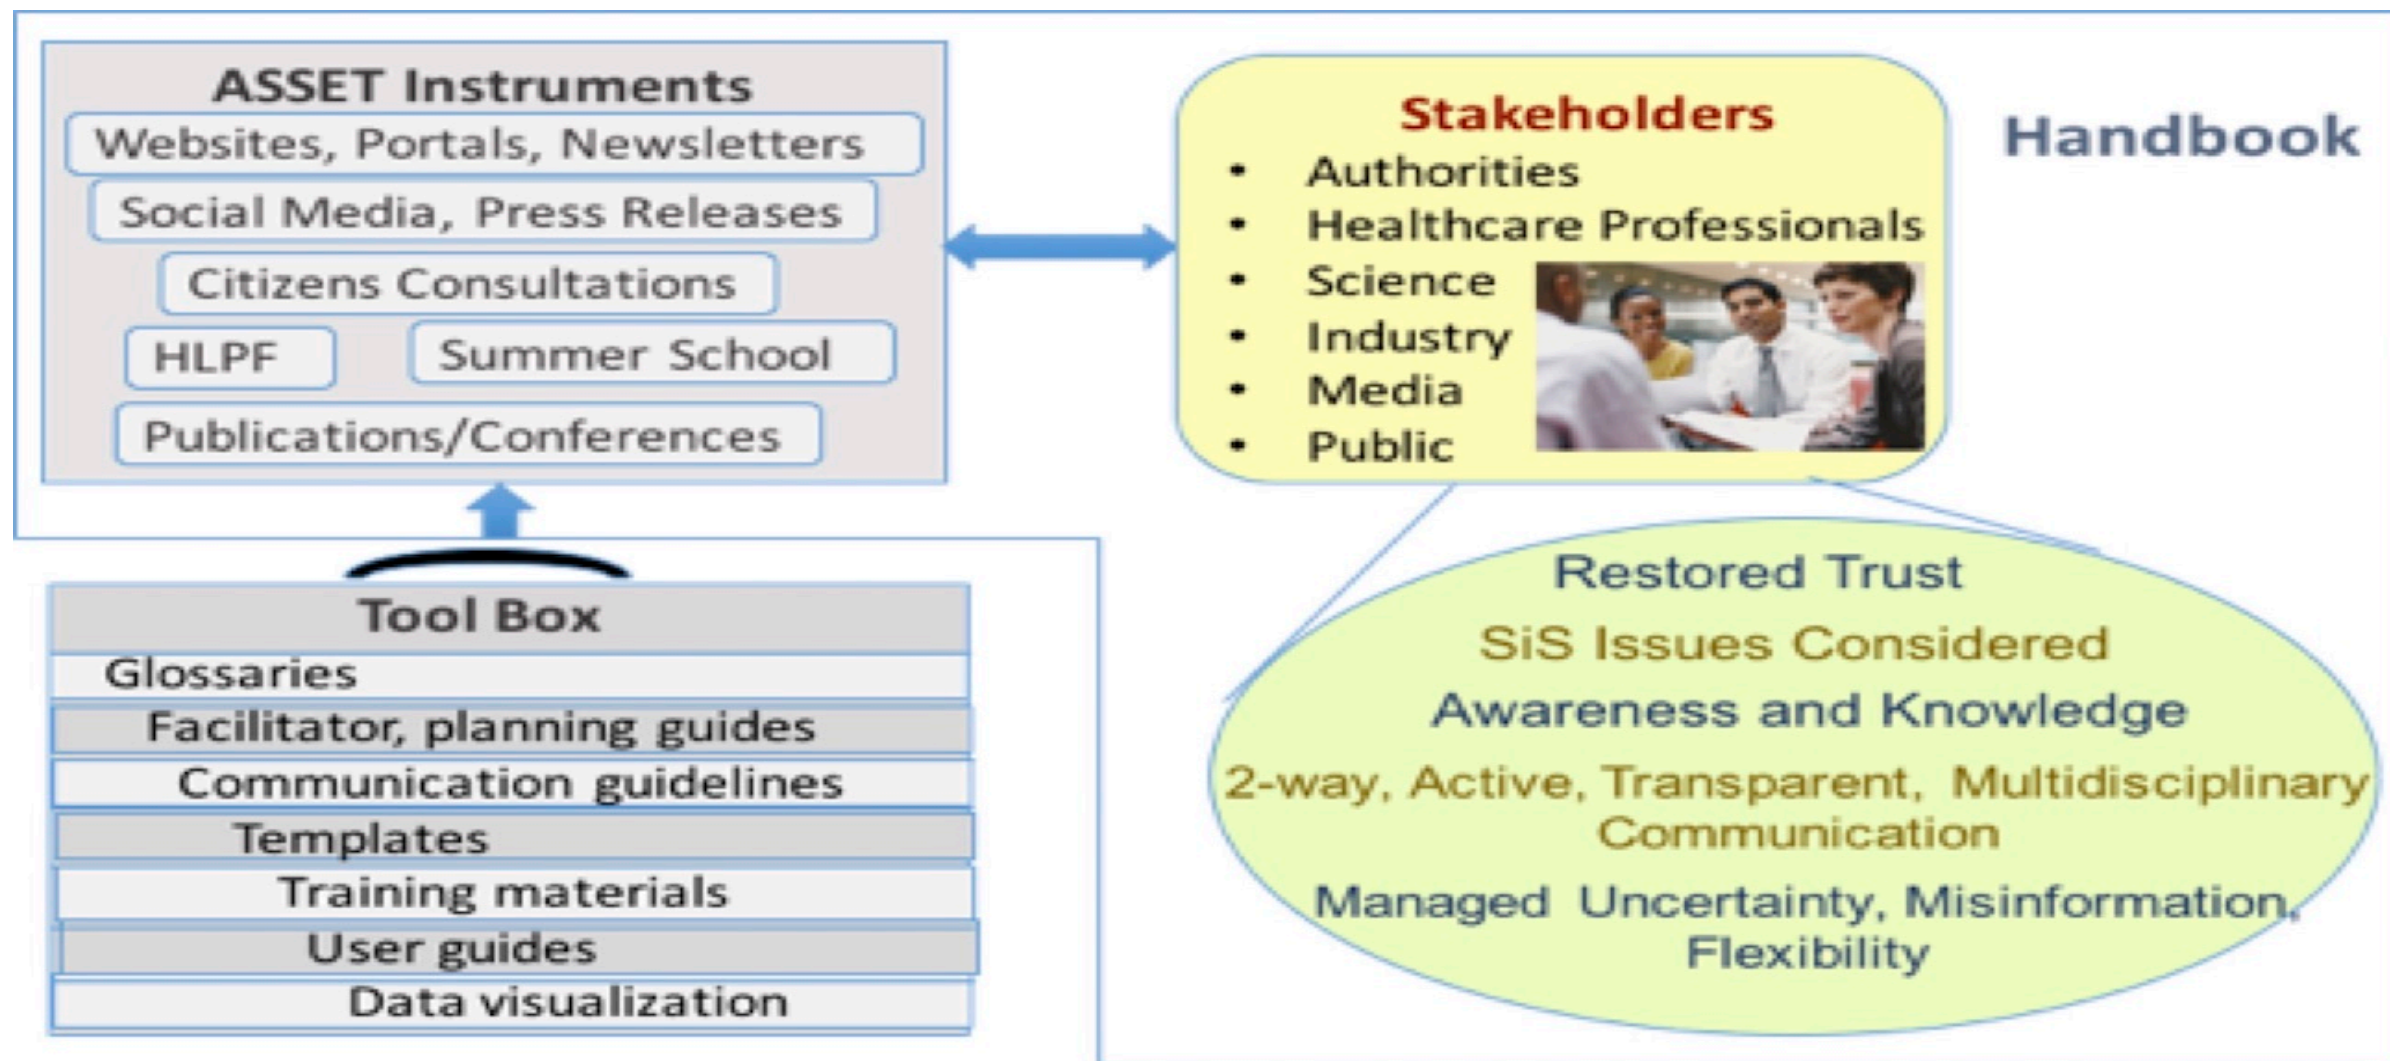 ASSET Instruments
Websites, Portals, Newsletters
Social Media, Press Releases
Citizens Consultations
HLPF
Summer School
Publications/Conferences
Stakeholders
• Authorities
• Healthcare Professionals
• Science
• Industry
• Media
• Public
Handbook
Tool Box
Glossaries
Facilitator, planning guides
Communication guidelines
Templates
Training materials
User guides
Data visualization
Restored Trust
SiS Issues Considered
Awareness and Knowledge
2-way, Active, Transparent, Multidisciplinary
Communication
Managed Uncertainty, Misinformation,
Flexibility